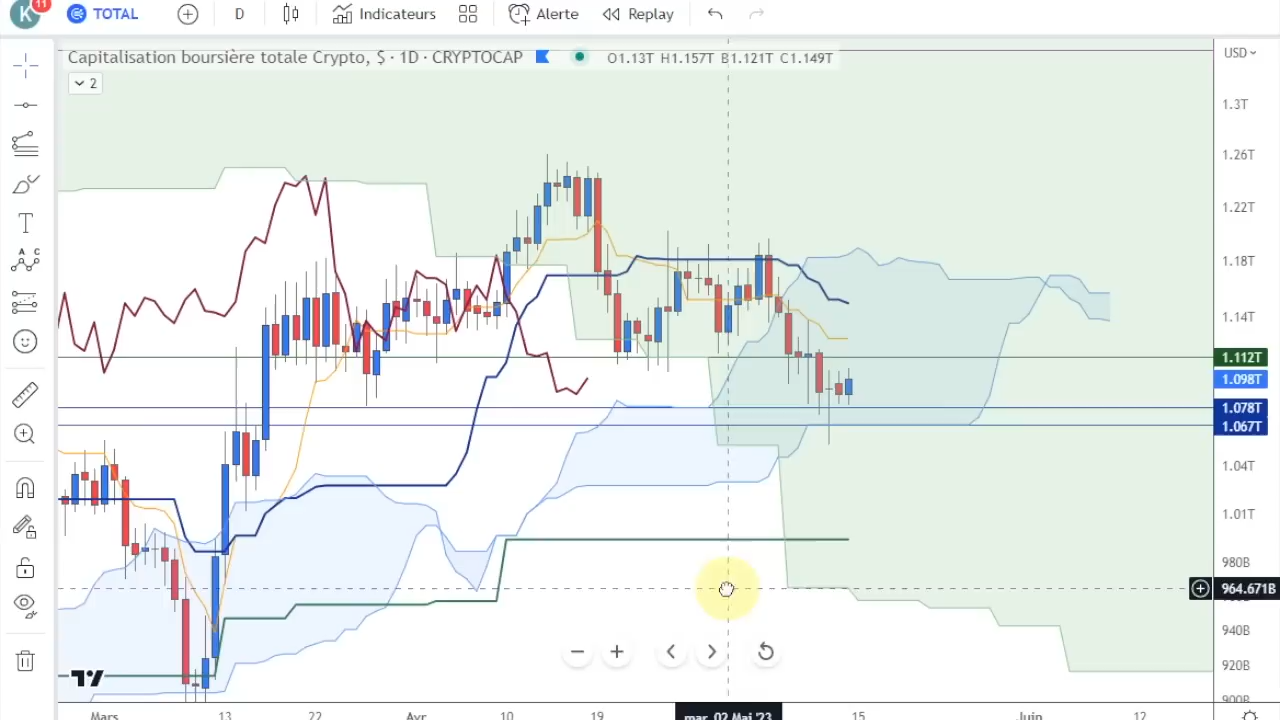 K 11 TOTAL D Indicateurs Alerte Replay
Capitalisation boursière totale Crypto, $ · 1D · CRYPTOCAP O1.13T H1.157T B1.121T C1.149T
USD
2
1.3T
1.26T
1.22T
1.18T
1.14T
1.112T
1.098T
1.078T
1.067T
1.04T
1.01T
980B
964.671B
940B
920B
900B
Mars 13 22 Avr 10 19 mar. 02 Mai '23 15 Juin 12